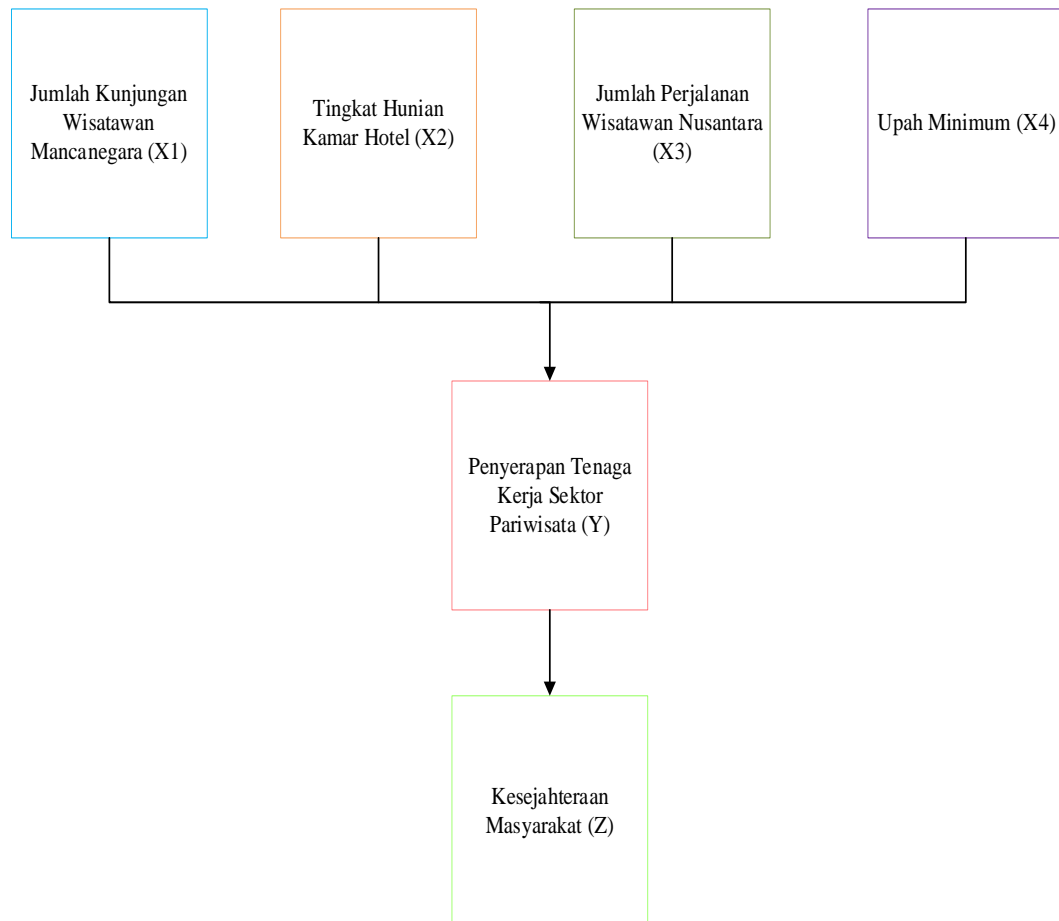 Jumlah Kunjungan
Wisatawan
Mancanegara (X1)
Tingkat Hunian
Kamar Hotel (X2)
Jumlah Perjalanan
Wisatawan Nusantara
(X3)
Upah Minimum (X4)
Penyerapan Tenaga
Kerja Sektor
Pariwisata (Y)
Kesejahteraan
Masyarakat (Z)